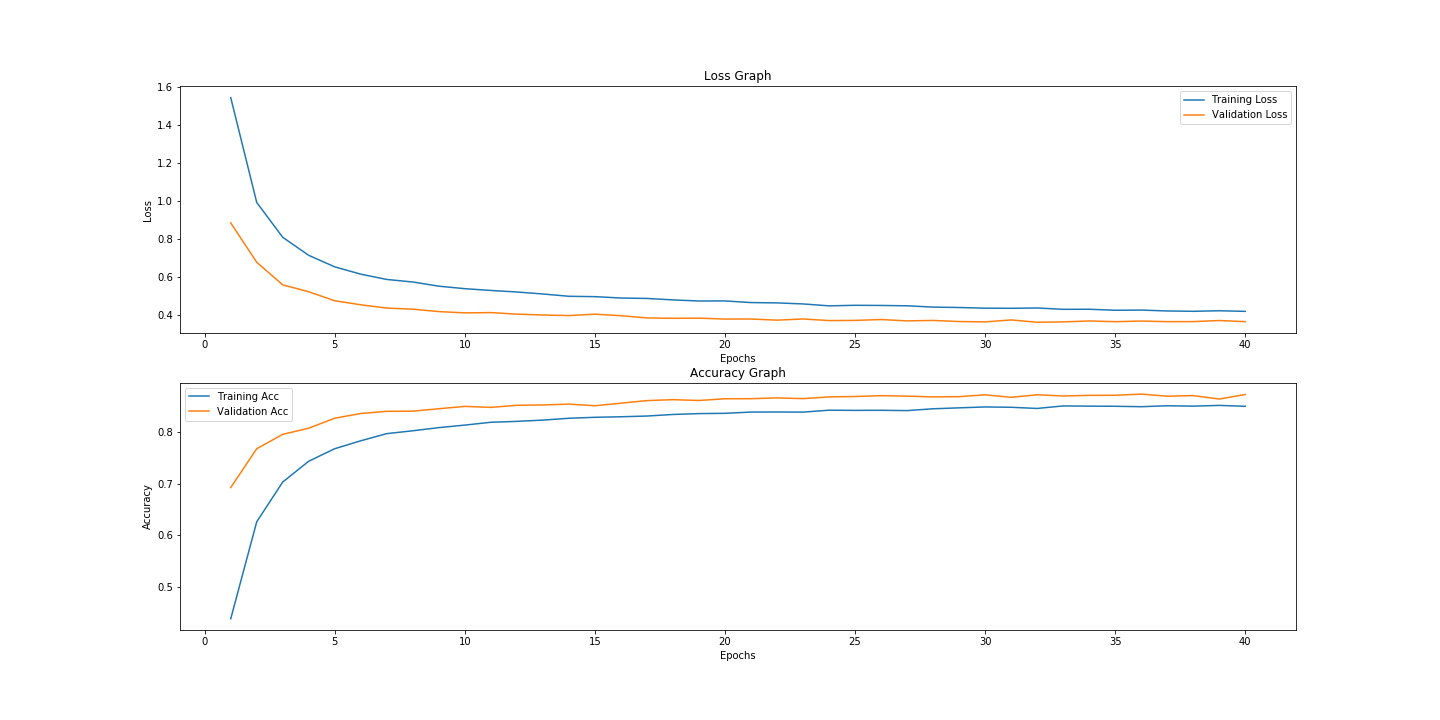 Loss Graph
1.6
1.4
1.2
1.0
0.8
0.6
0.4
Loss
Training Loss
Validation Loss
0 5 10 15 20 25 30 35 40
Epochs
Accuracy Graph
0.8
0.7
0.6
0.5
Accuracy
Training Acc
Validation Acc
0 5 10 15 20 25 30 35 40
Epochs